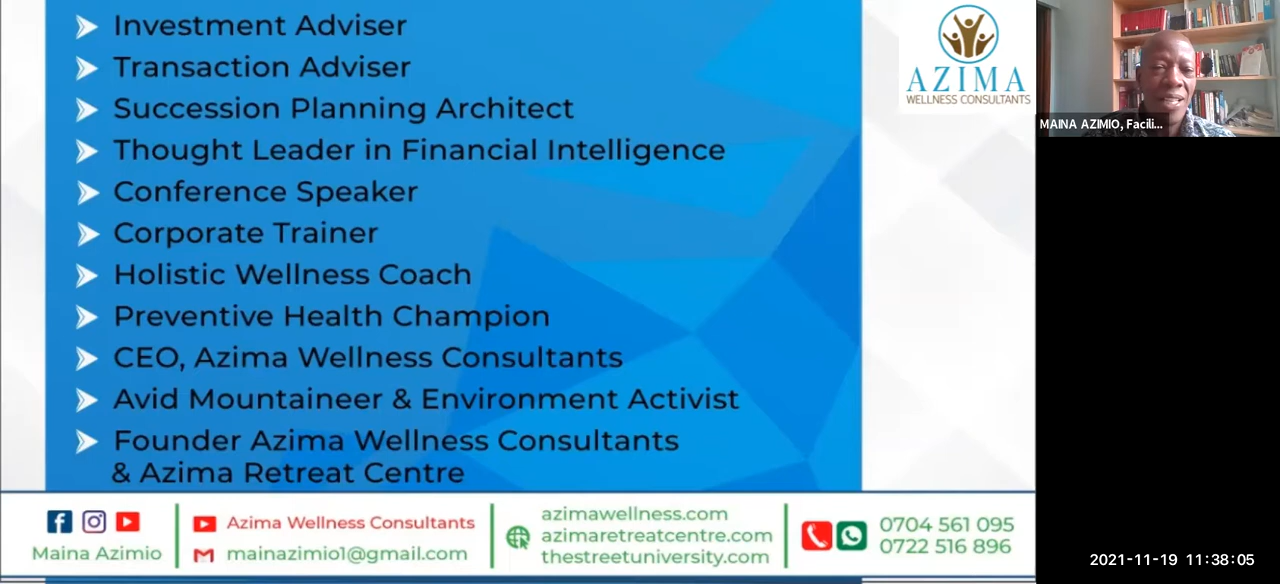 Investment Adviser
Transaction Adviser
Succession Planning Architect
Thought Leader in Financial Intelligence
Conference Speaker
Corporate Trainer
Holistic Wellness Coach
Preventive Health Champion
CEO, Azima Wellness Consultants
Avid Mountaineer & Environment Activist
Founder Azima Wellness Consultants
& Azima Retreat Centre
AZIMA
WELLNESS CONSULTANTS
MAINA AZIMIO, Facili...
Maina Azimio
Azima Wellness Consultants
mainazimio1@gmail.com
azimawellness.com
azimaretreatcentre.com
thestreetuniversity.com
0704 561 095
0722 516 896
2021-11-19 11:38:05